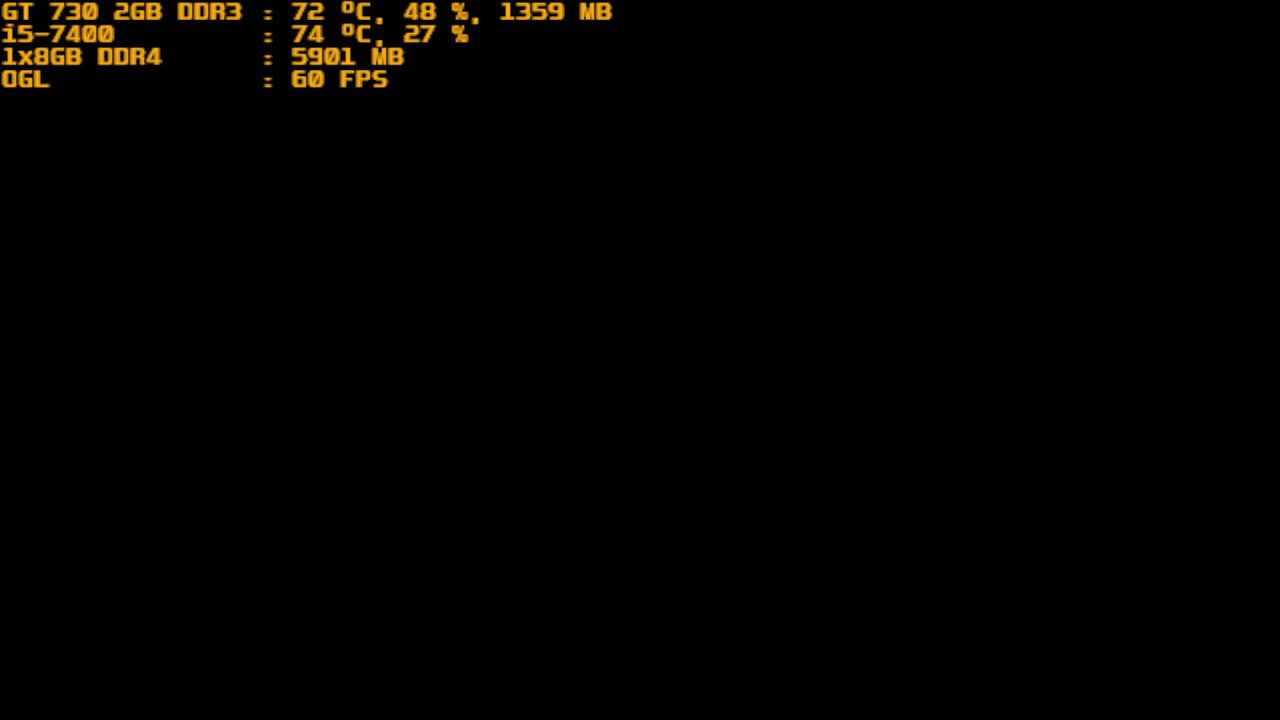 GT 730 2GB DDR3 : 72 ºC, 48 %, 1359 MB
i5-7400 : 74 ºC, 27 %
1x8GB DDR4 : 5901 MB
OGL : 60 FPS